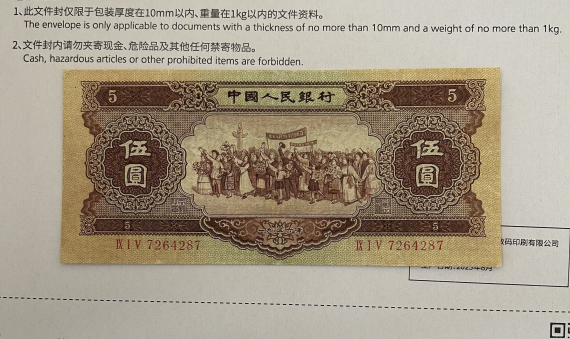 1、此文件封仅限于包装厚度在10mm以内、重量在1kg以内的文件资料。
The envelope is only applicable to documents with a thickness of no more than 10mm and a weight of no more than 1kg.
2、文件封内请勿夹寄现金、危险品及其他任何禁寄物品。
Cash, hazardous articles or other prohibited items are forbidden.
5 中國人民銀行 5
伍圓 伍圓
5 5
IX I V 7264287 IX I V 7264287
码印刷有限公司